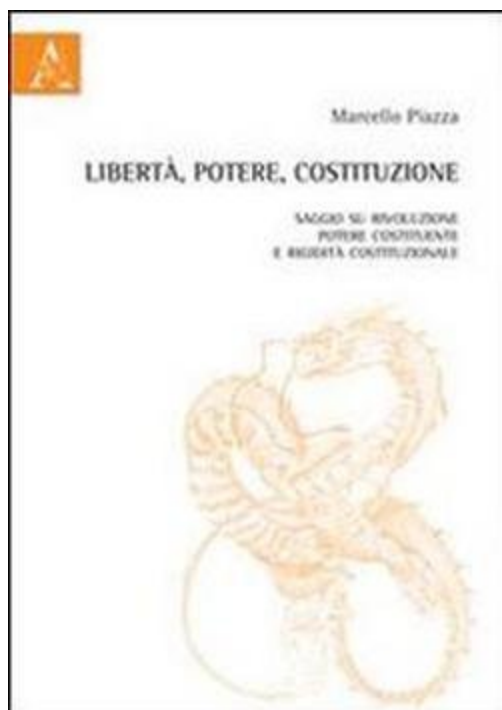 Marcello Piazza
LIBERTÀ, POTERE, COSTITUZIONE
SAGGIO SU RIVOLUZIONE
POTERE COSTITUENTE
E RIGIDITÀ COSTITUZIONALE